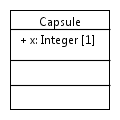 Capsule
+ x: Integer [1]